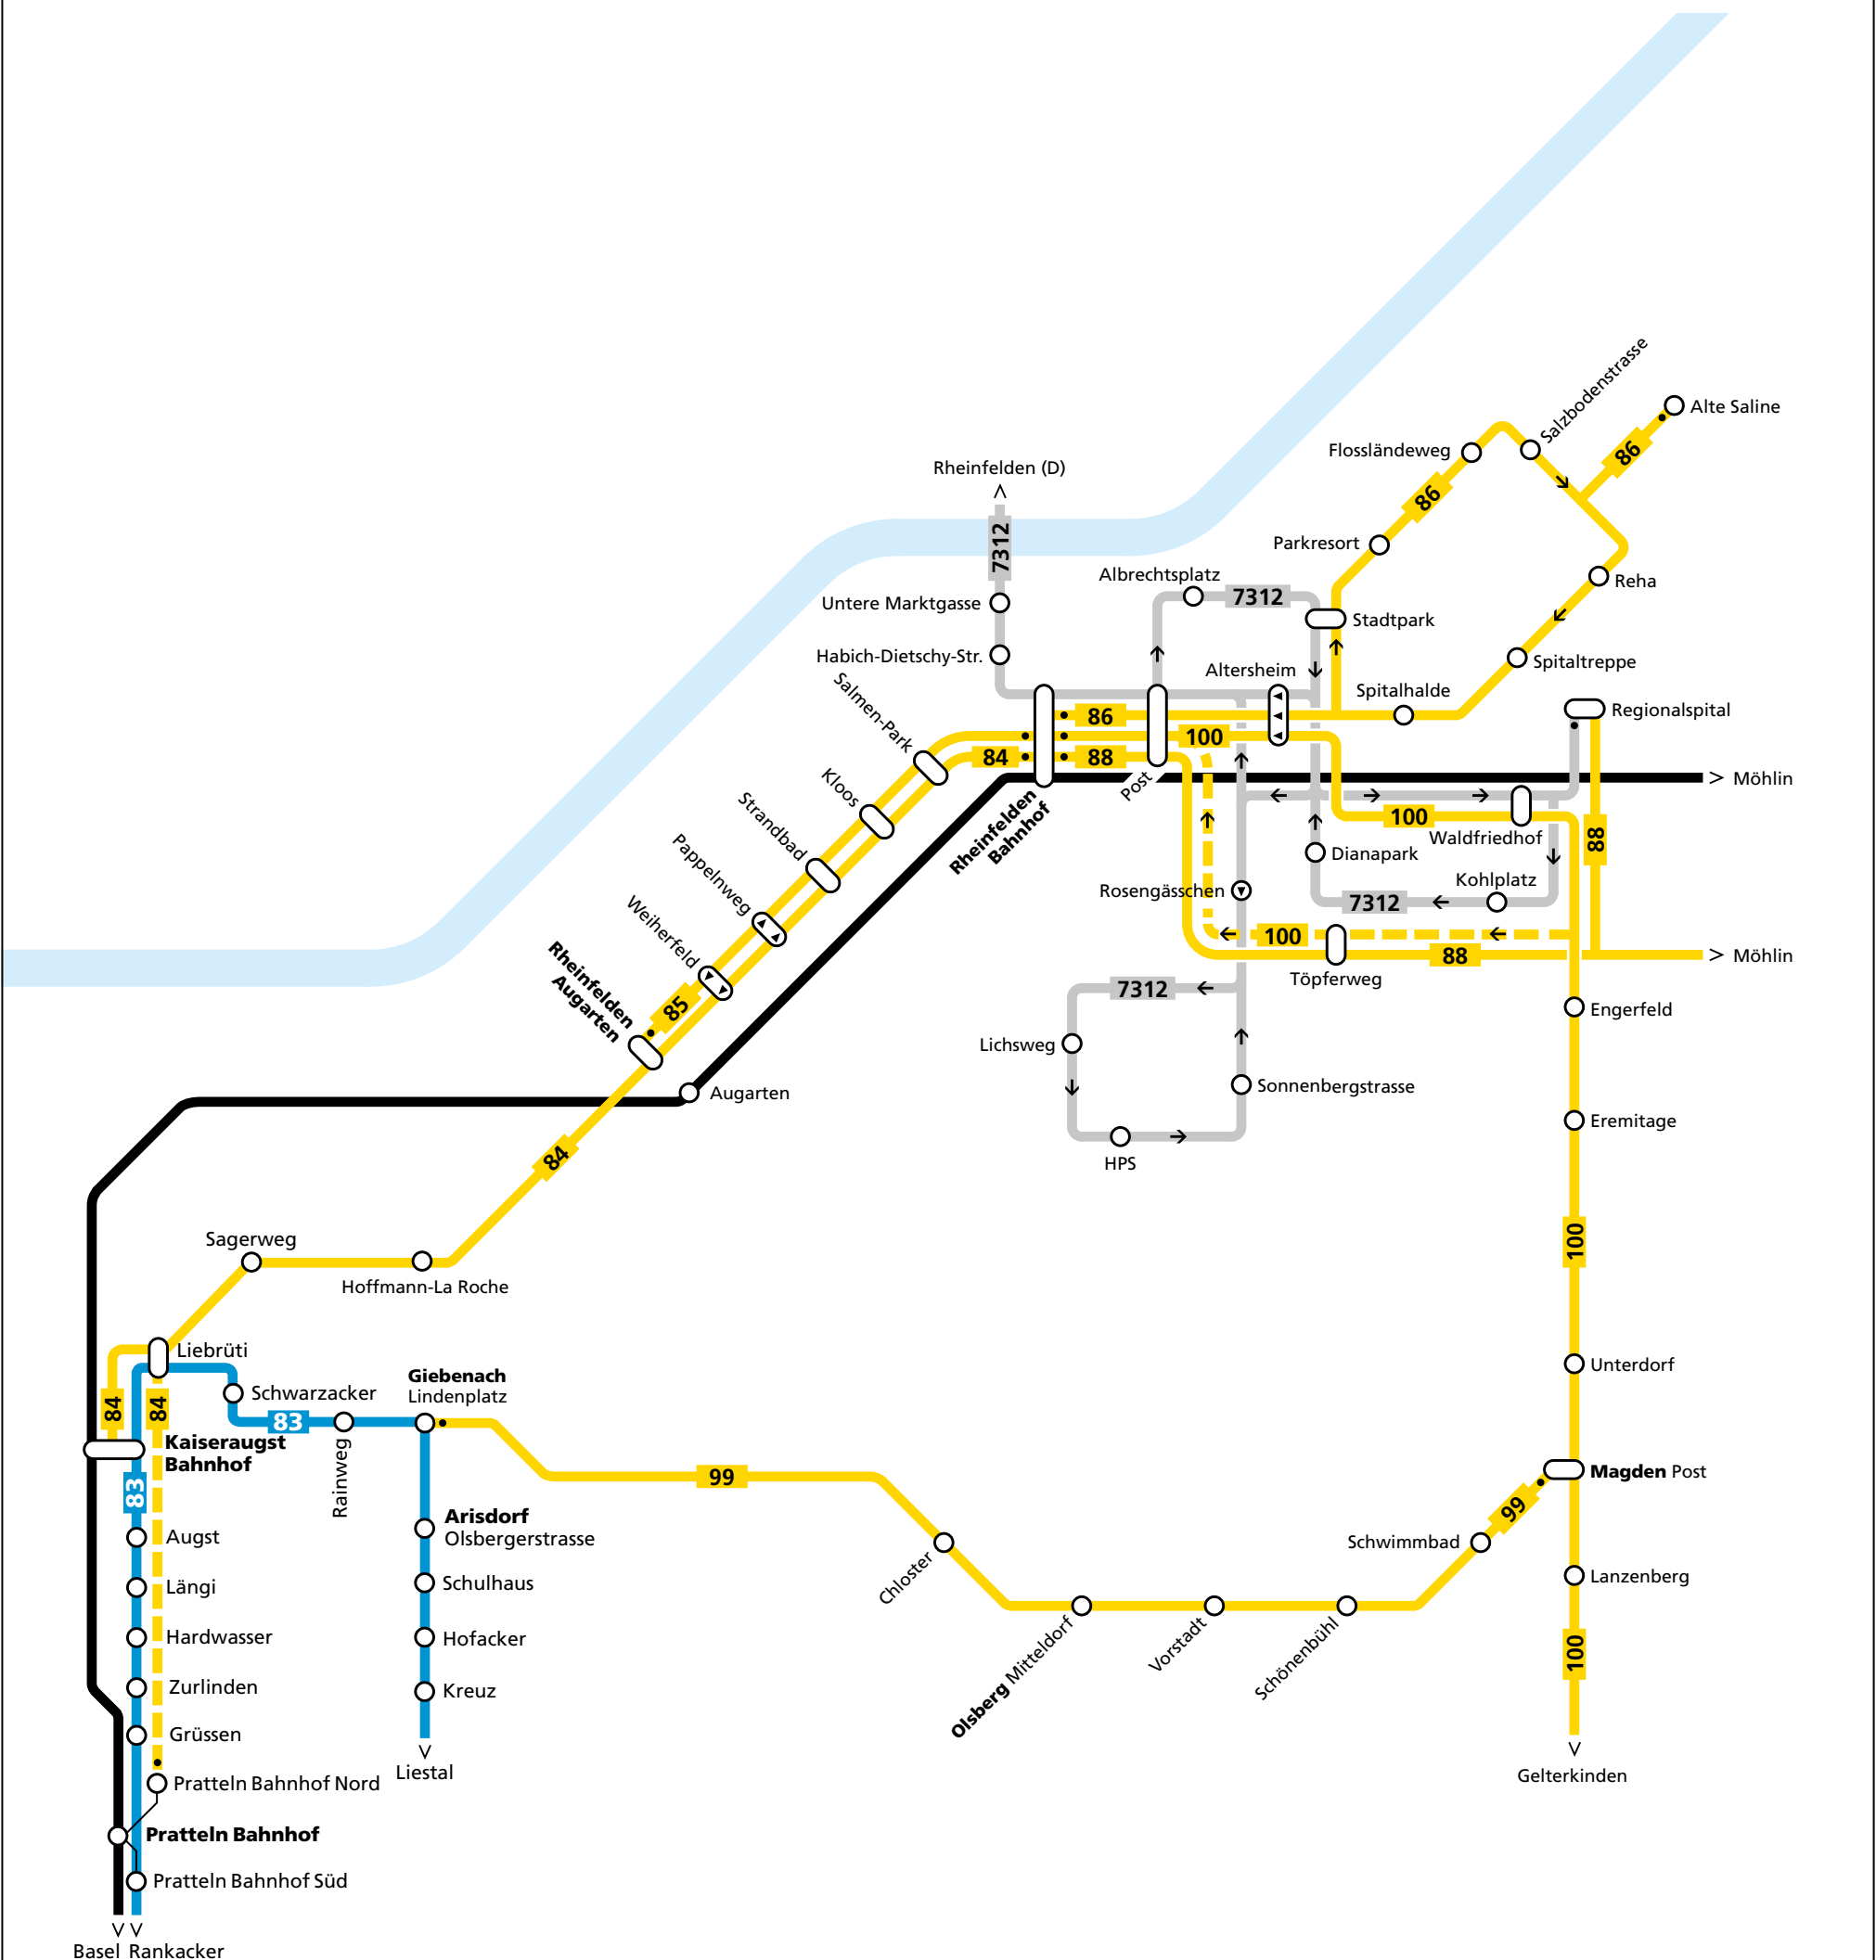 Salzbodenstrasse
Alte Saline
86
Flossländeweg
86
Rheinfelden (D)
7312
Parkresort
Albrechtsplatz
7312
Reha
Untere Marktgasse
Stadtpark
Habich-Dietschy-Str.
Altersheim
Spitaltreppe
Spitalhalde
Regionalspital
Salmen-Park
86
100
84
88
Post
Möhlin
Kloos
Rheinfelden
Bahnhof
Strandbad
100
Waldfriedhof
88
Pappelnweg
Dianapark
Kohlplatz
Rosengässchen
7312
Weiherfeld
100
88
Möhlin
Töpferweg
Rheinfelden
Augarten
85
7312
Engerfeld
Lichsweg
Augarten
Sonnenbergstrasse
Eremitage
84
HPS
Sagerweg
100
Hoffmann-La Roche
Liebrüti
Unterdorf
Giebenach
Lindenplatz
Schwarzacker
84
84
83
Kaiseraugst
Bahnhof
Rainweg
99
Magden Post
83
99
Arisdorf
Olsbergerstrasse
Augst
Schwimmbad
Chloster
Längi
Schulhaus
Lanzenberg
Hardwasser
Hofacker
Olsberg Mitteldorf
Vorstadt
Schönenbühl
100
Zurlinden
Kreuz
Grüssen
Liestal
Gelterkinden
Pratteln Bahnhof Nord
Pratteln Bahnhof
Pratteln Bahnhof Süd
Basel Rankacker